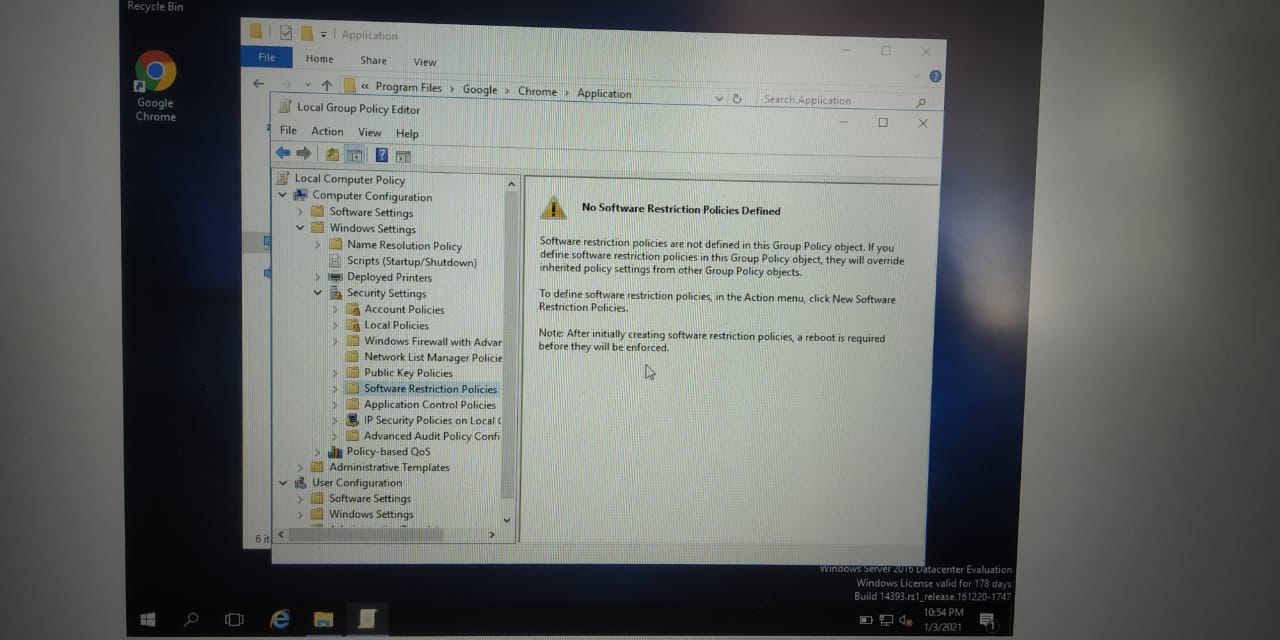 Recycle Bin
Google
Chrome
Application
File Home Share View
« Program Files › Google › Chrome › Application
Search Application
Local Group Policy Editor
File Action View Help
Local Computer Policy
Computer Configuration
Software Settings
Windows Settings
Name Resolution Policy
Scripts (Startup/Shutdown)
Deployed Printers
Security Settings
Account Policies
Local Policies
Windows Firewall with Advar
Network List Manager Policie
Public Key Policies
Software Restriction Policies
Application Control Policies
IP Security Policies on Local C
Advanced Audit Policy Confi
Policy-based QoS
Administrative Templates
User Configuration
Software Settings
Windows Settings
6 it
No Software Restriction Policies Defined
Software restriction policies are not defined in this Group Policy object. If you
define software restriction policies in this Group Policy object, they will override
inherited policy settings from other Group Policy objects.
To define software restriction policies, in the Action menu, click New Software
Restriction Policies.
Note: After initially creating software restriction policies, a reboot is required
before they will be enforced.
Windows Server 2016 Datacenter Evaluation
Windows License valid for 178 days
Build 14393.rs1_release.161220-1747
10:54 PM
1/3/2021
1